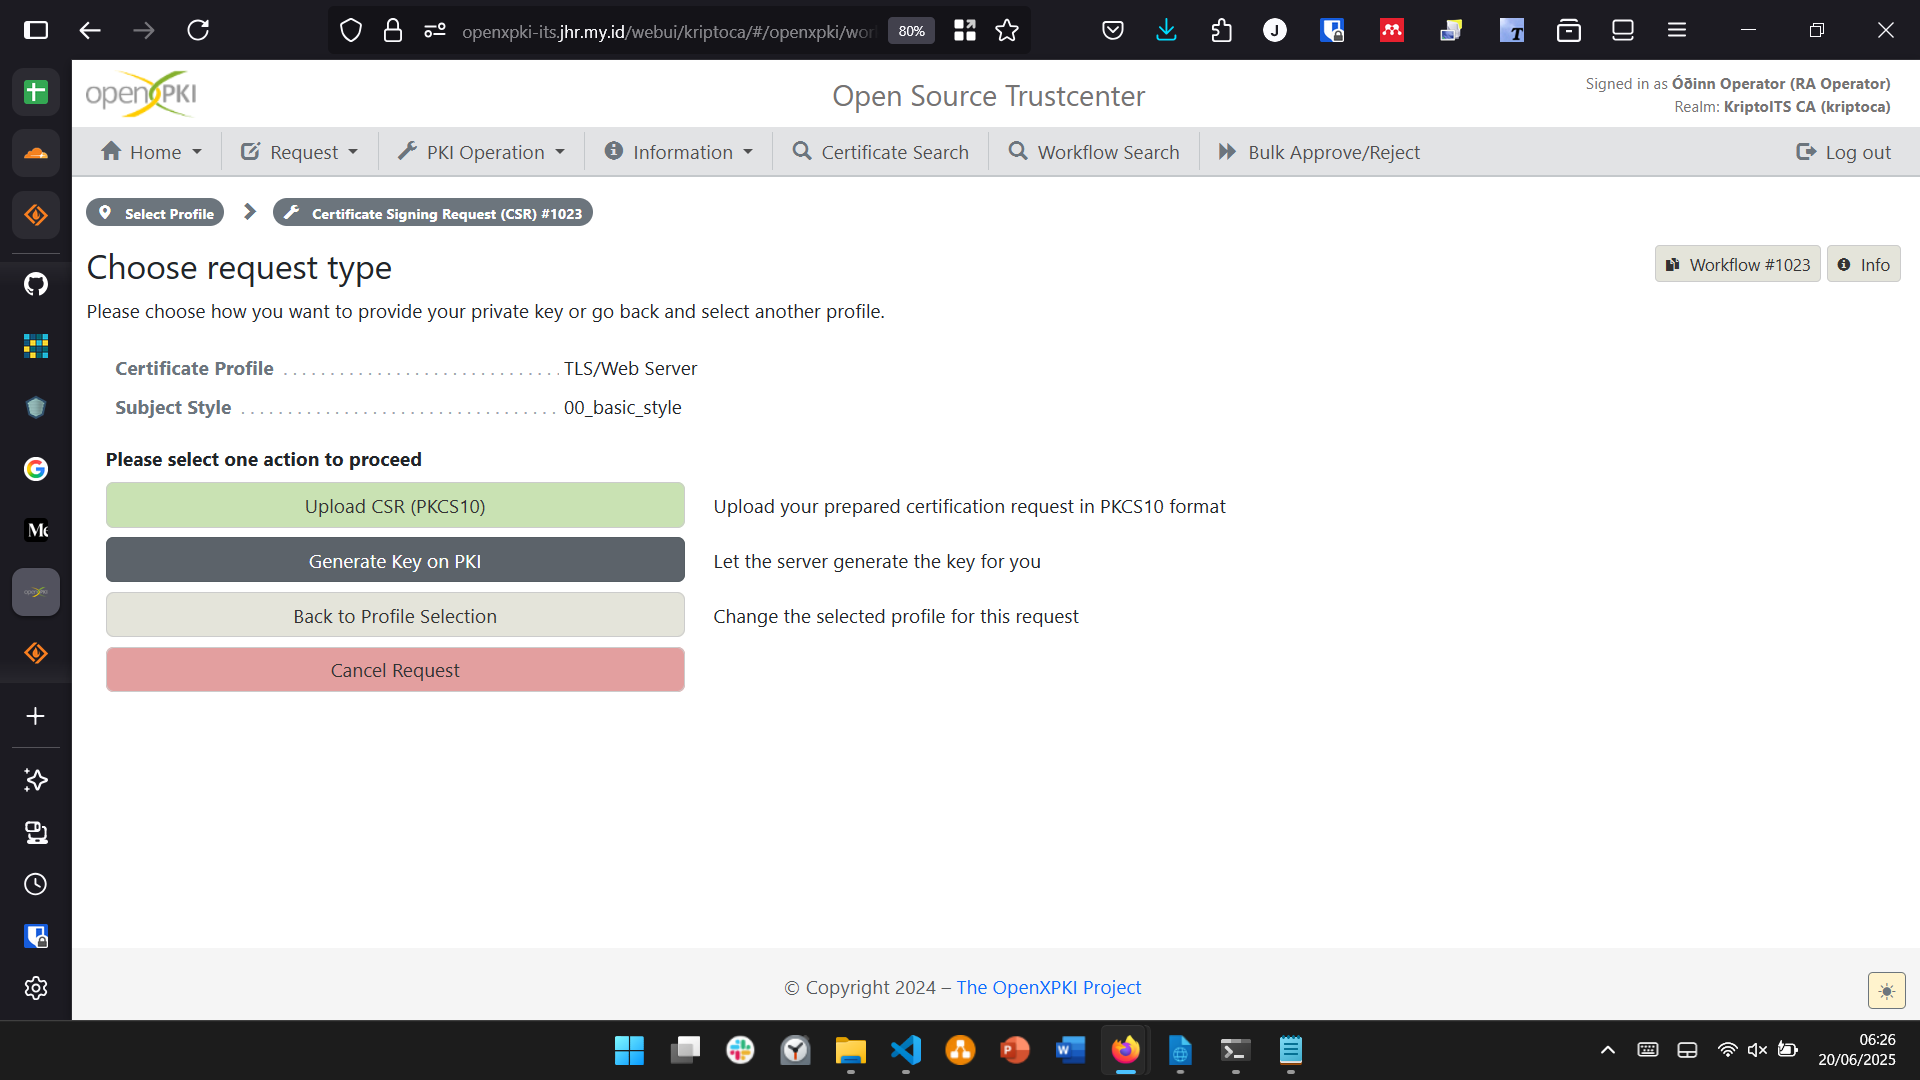 openxpki-its.jhr.my.id/webui/kriptoca/#/openxpki/wor
80%
J
T
openXPKI
Open Source Trustcenter
Signed in as Óðinn Operator (RA Operator)
Realm: KriptoITS CA (kriptoca)
Home
Request
PKI Operation
Information
Certificate Search
Workflow Search
Bulk Approve/Reject
Log out
Select Profile
Certificate Signing Request (CSR) #1023
Choose request type
Workflow #1023
Info
Please choose how you want to provide your private key or go back and select another profile.
Certificate Profile
TLS/Web Server
Subject Style
00_basic_style
Please select one action to proceed
Upload CSR (PKCS10)
Upload your prepared certification request in PKCS10 format
Generate Key on PKI
Let the server generate the key for you
Back to Profile Selection
Change the selected profile for this request
Cancel Request
© Copyright 2024 – The OpenXPKI Project
06:26
20/06/2025